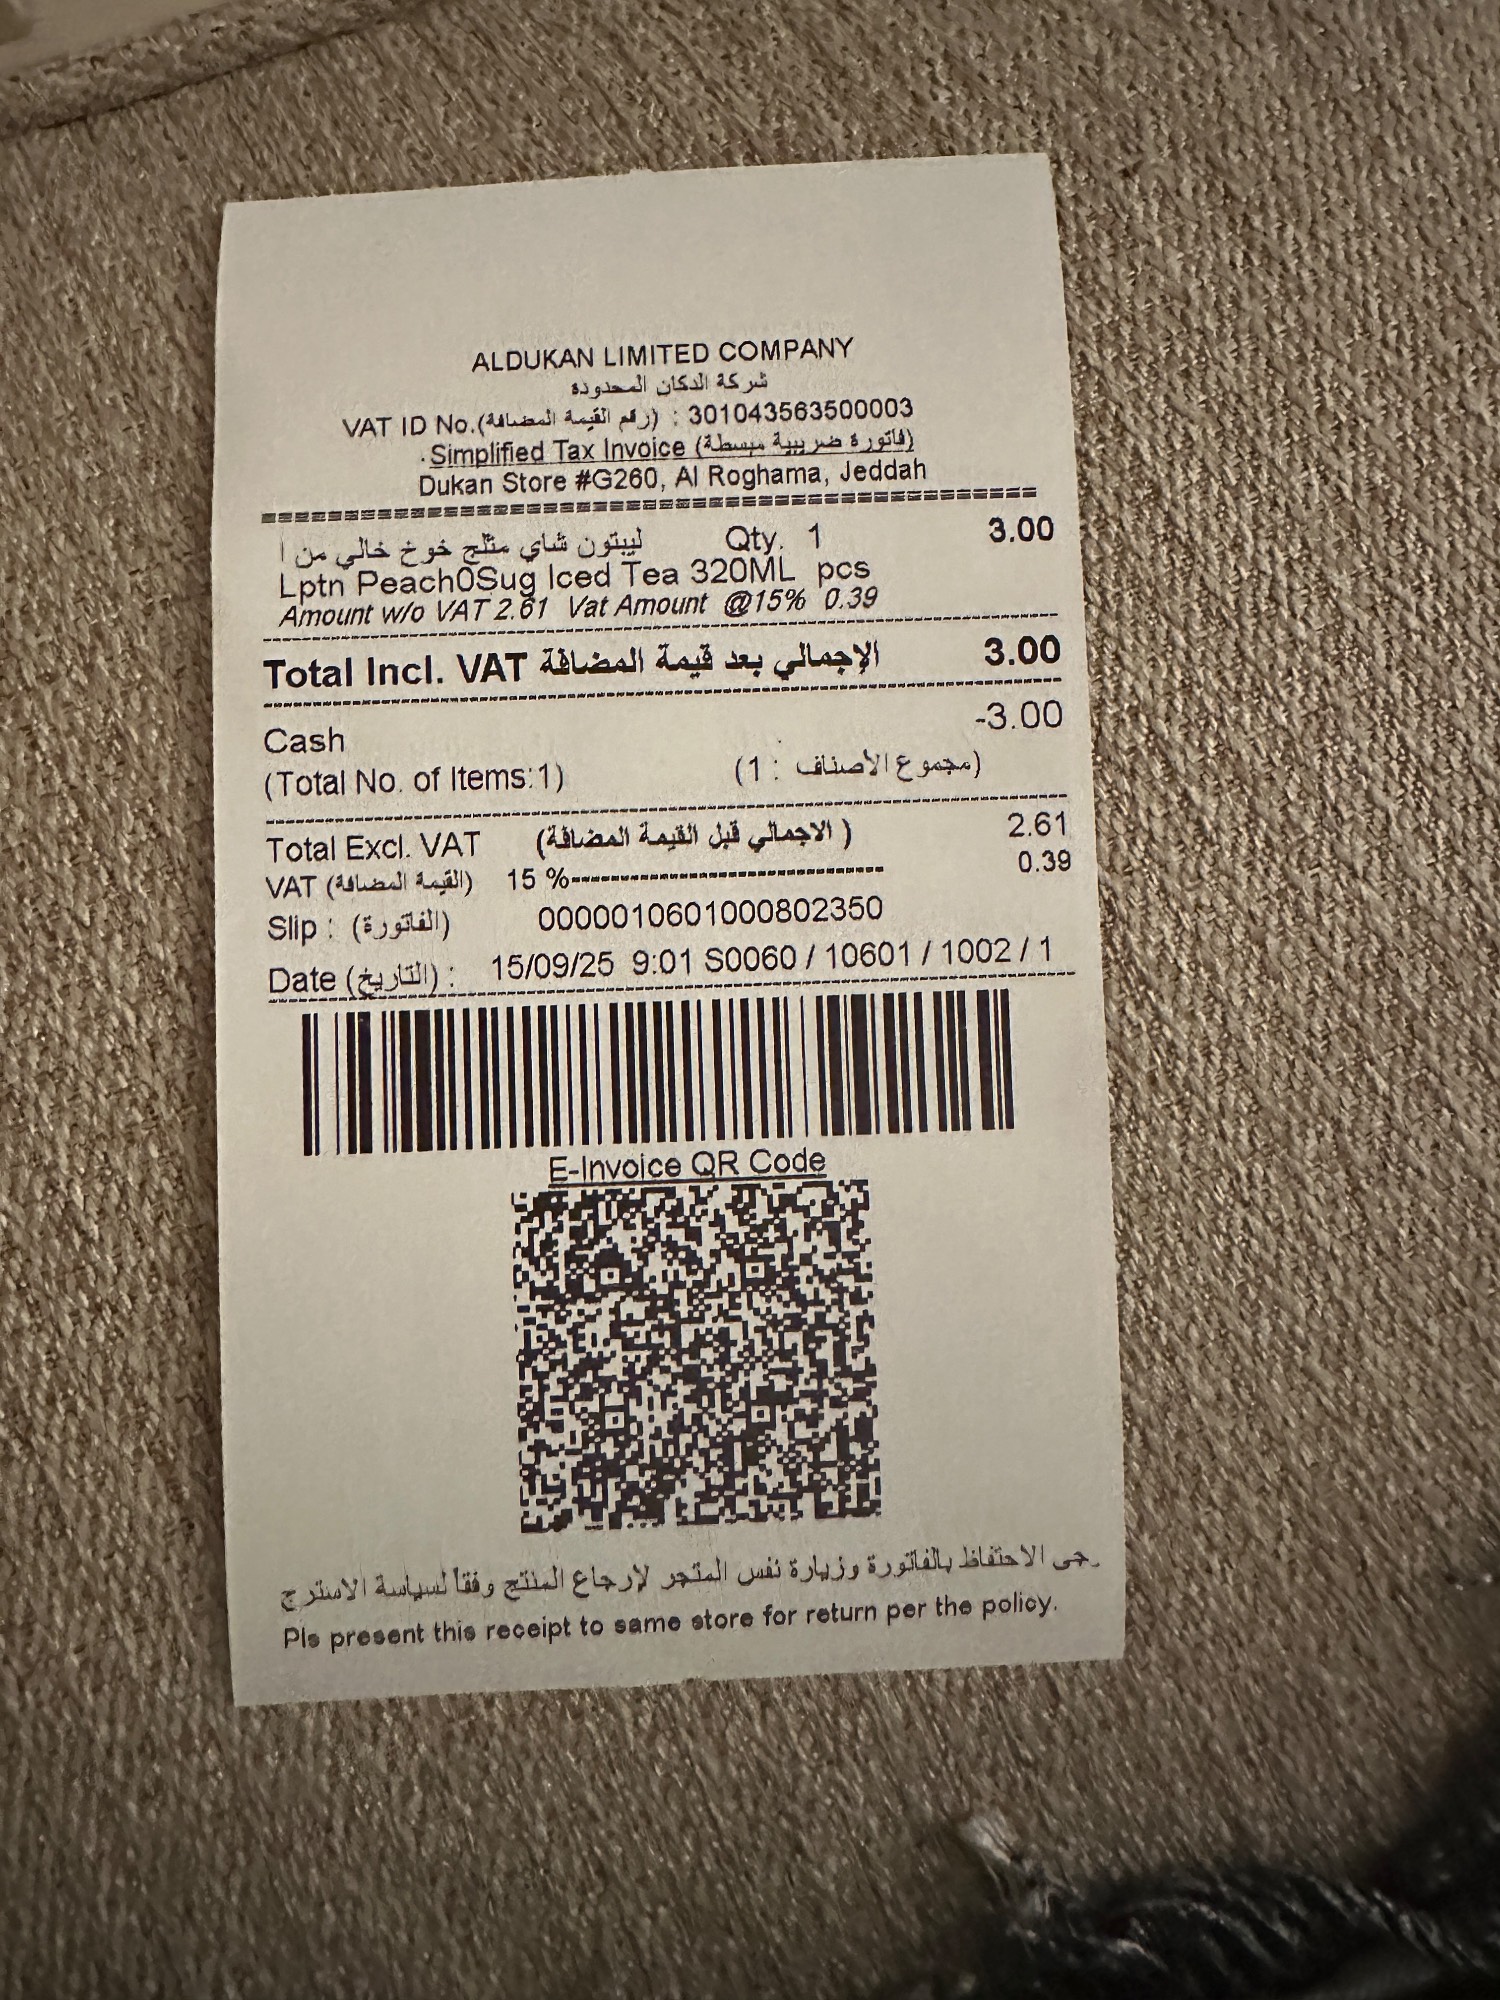 ALDUKAN LIMITED COMPANY
شركة الدكان المحدوده
VAT ID No.(رقم القيمة المضافة) : 301043563500003
.Simplified Tax Invoice (فاتورة ضريبية مبسطة)
Dukan Store #G260, Al Roghama, Jeddah
ليبتون شاي مثلج خوخ خالي من ا Qty. 1 3.00
Lptn Peach0Sug Iced Tea 320ML pcs
Amount w/o VAT 2.61 Vat Amount @15% 0.39
Total Incl. VAT الإجمالي بعد قيمة المضافة 3.00
Cash -3.00
(Total No. of Items:1) (مجموع الأصناف : 1)
Total Excl. VAT (الاجمالي قبل القيمة المضافة ) 2.61
VAT (القيمة المضافة) 15 %------------------------------ 0.39
Slip : (الفاتورة) 0000010601000802350
Date (التاريخ) : 15/09/25 9:01 S0060 / 10601 / 1002 / 1
E-Invoice QR Code
رجى الاحتفاظ بالفاتورة وزيارة نفس المتجر لإرجاع المنتج وفقا لسياسة الاسترج
Pls present this receipt to same store for return per the policy.